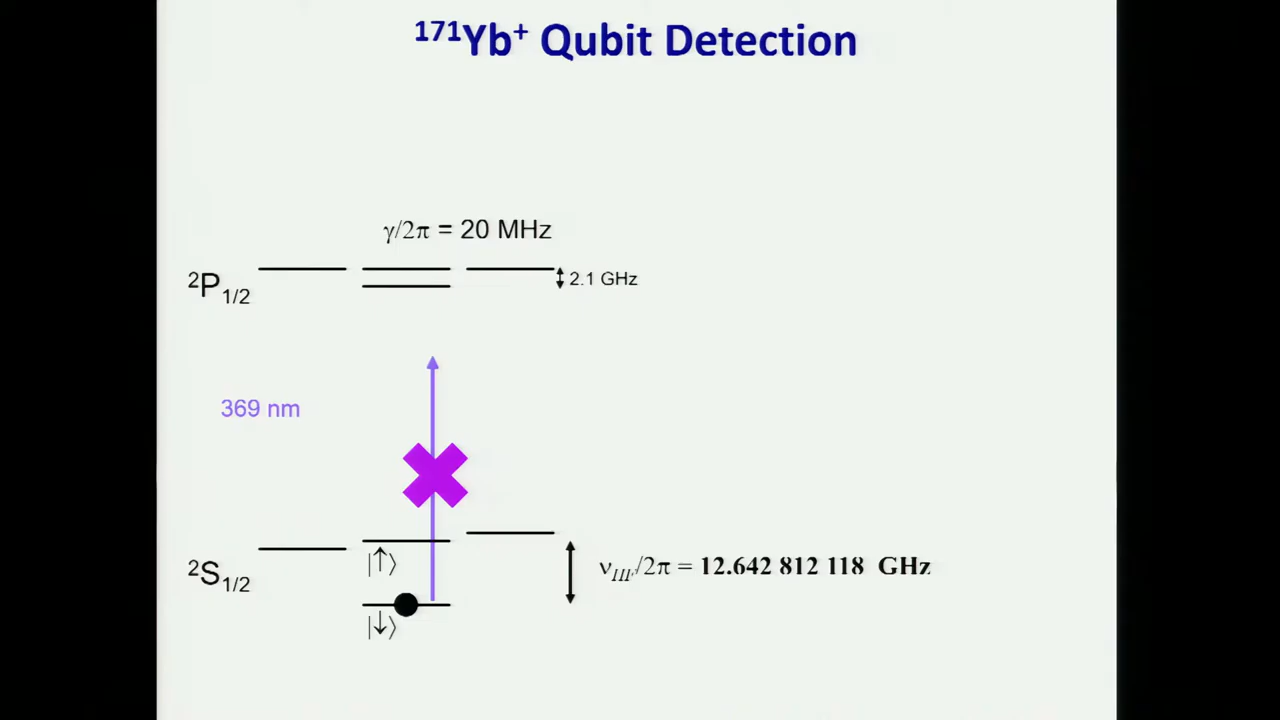 ¹⁷¹Yb⁺ Qubit Detection
γ/2π = 20 MHz
²P₁/₂
2.1 GHz
369 nm
|↑⟩
²S₁/₂
/2π = 12.642 812 118 GHz
|↓⟩